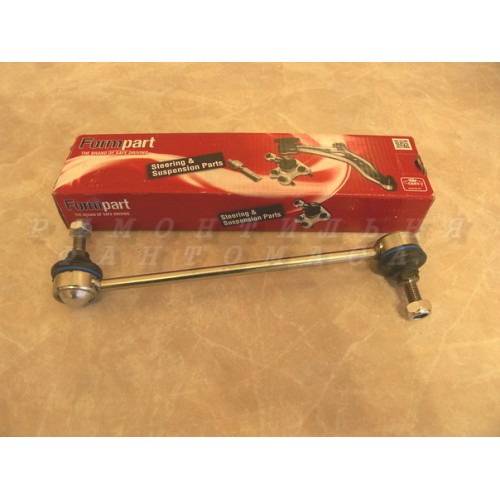 Formpart
THE BRAND OF SAFE DRIVING
Steering &
Suspension Parts
Formpart
THE BRAND OF SAFE DRIVING
Steering &
Suspension Parts